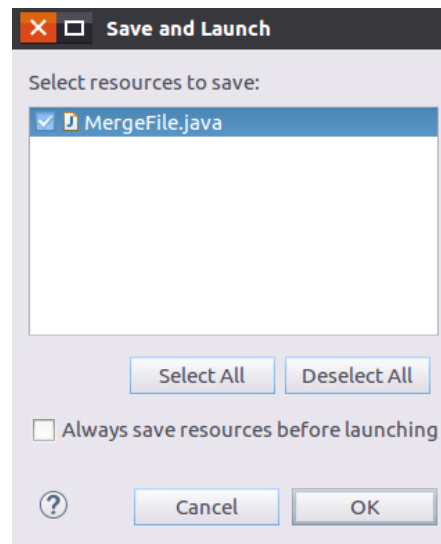 Save and Launch
Select resources to save:
MergeFile.java
Select All Deselect All
Always save resources before launching
? Cancel OK